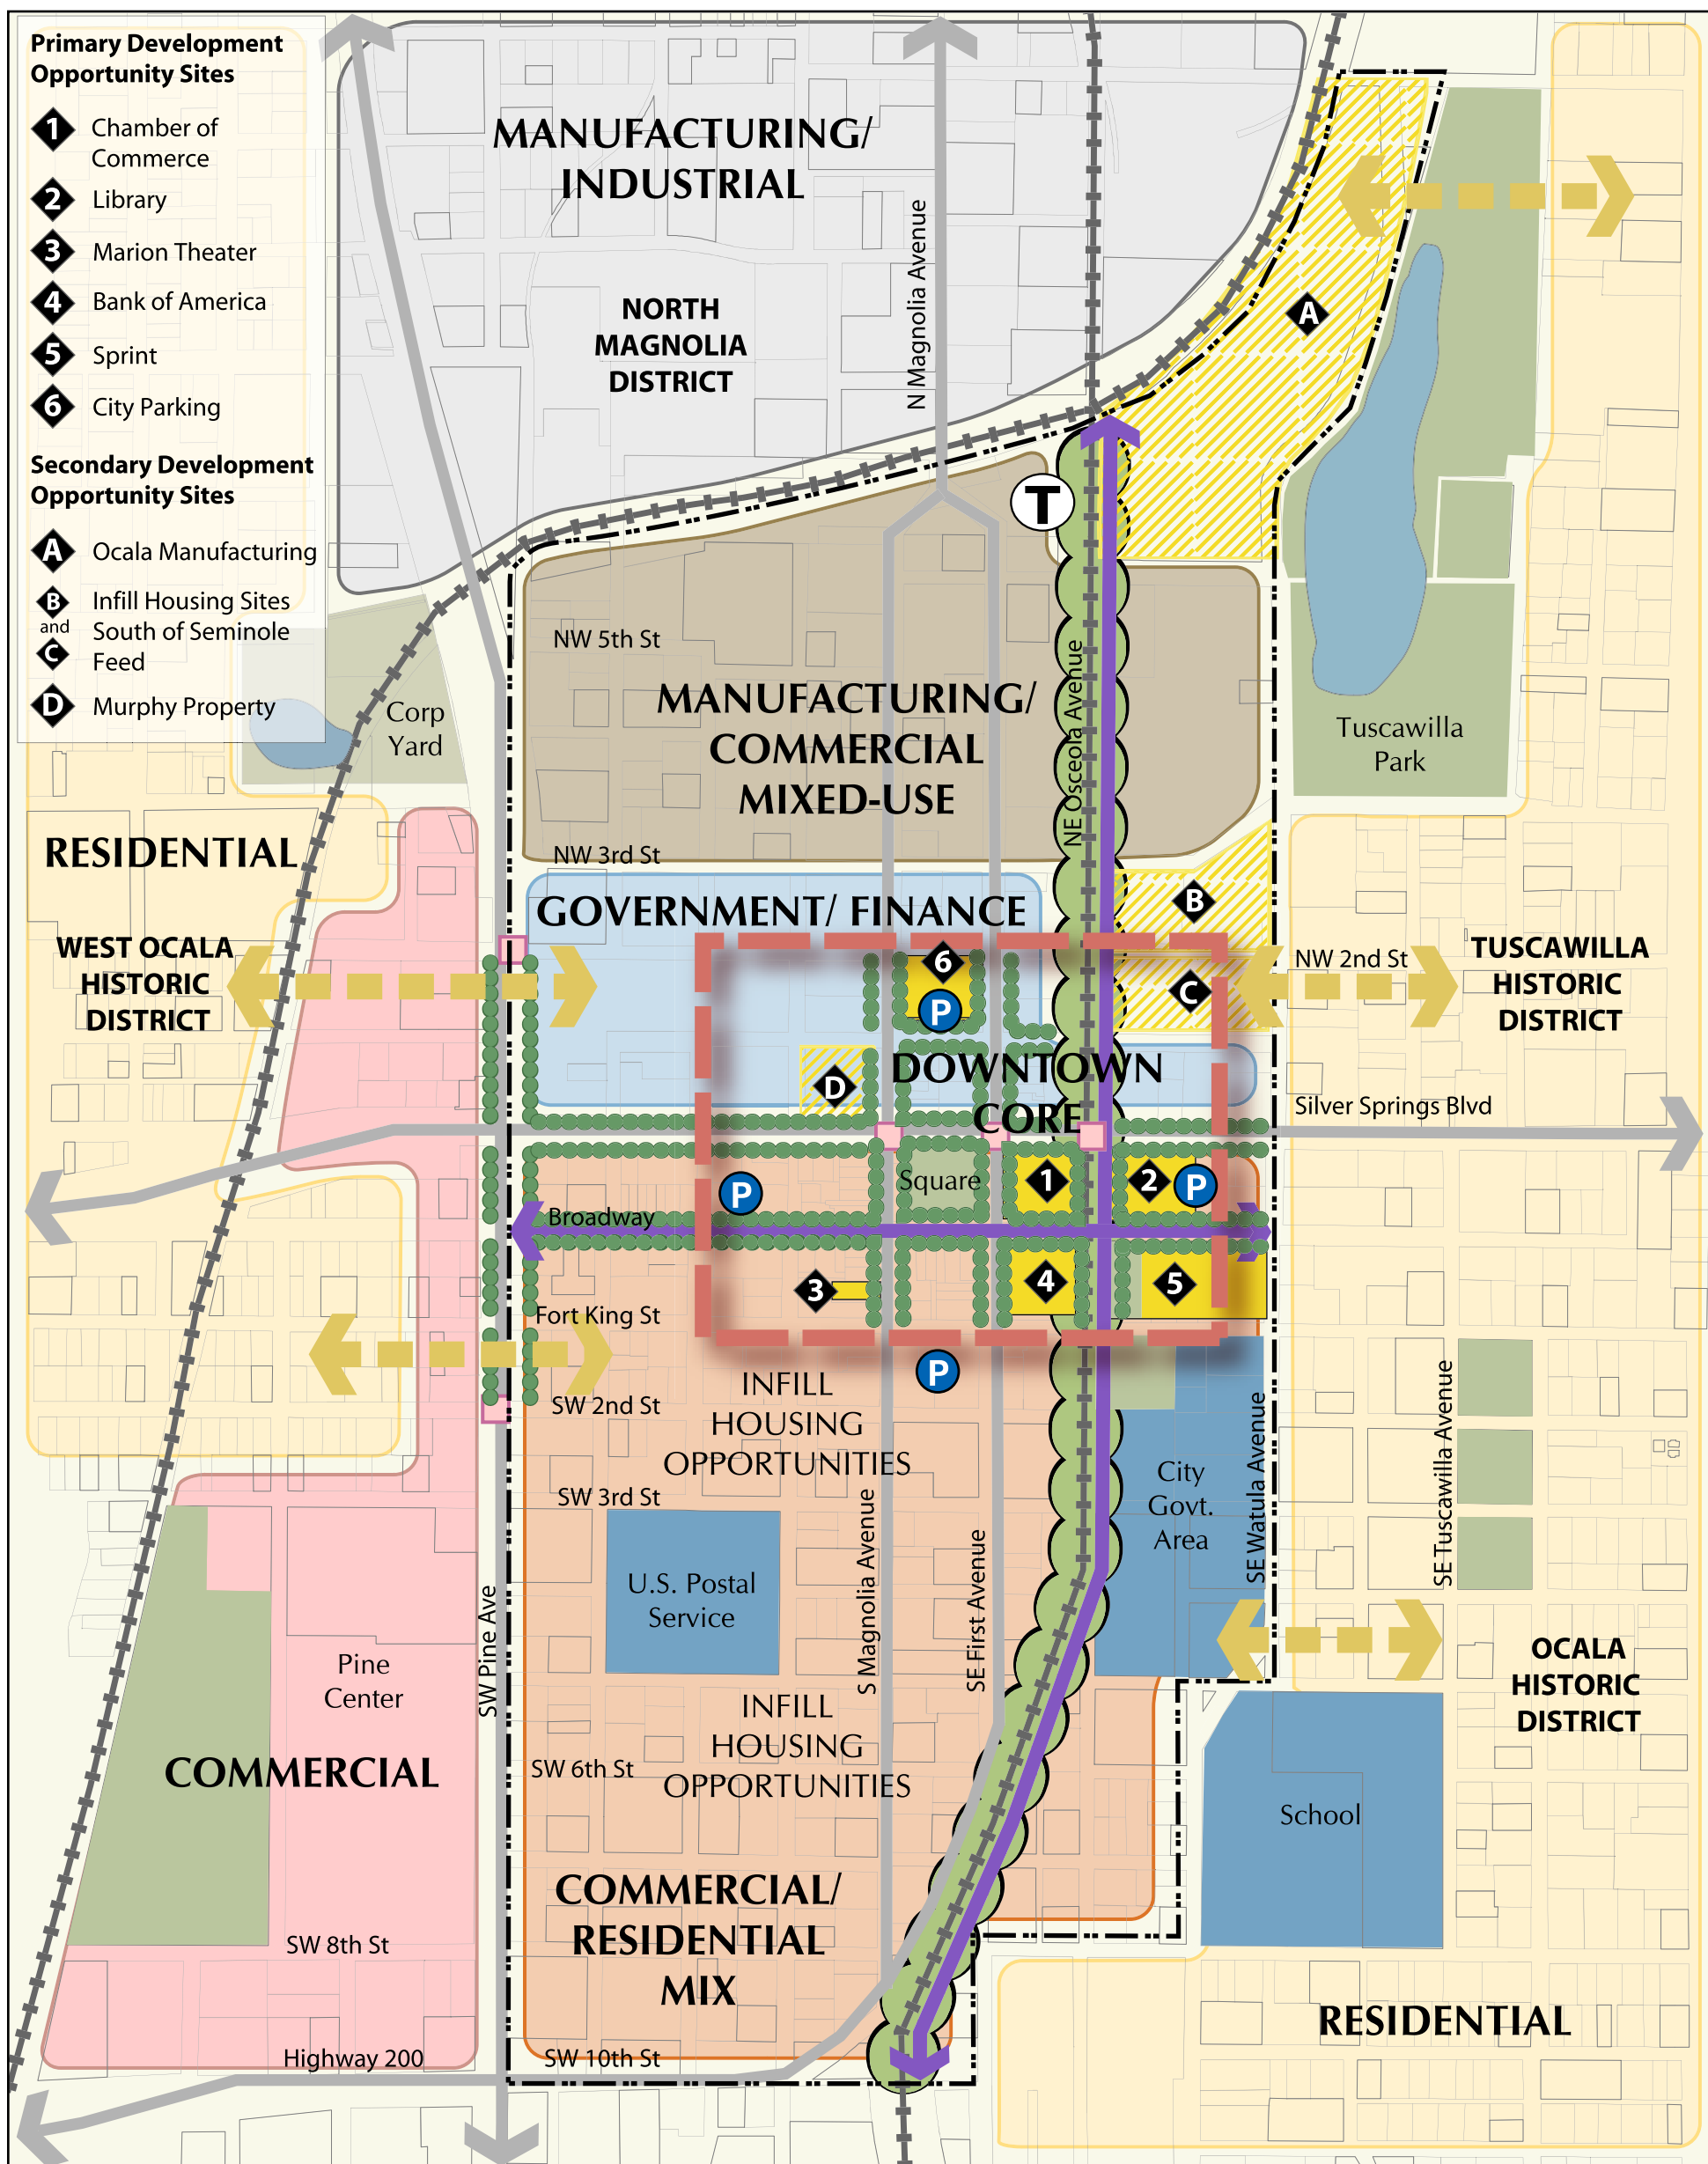 Primary Development
Opportunity Sites
1 Chamber of
Commerce
2 Library
3 Marion Theater
4 Bank of America
5 Sprint
6 City Parking
Secondary Development
Opportunity Sites
A Ocala Manufacturing
B Infill Housing Sites
and South of Seminole
C Feed
D Murphy Property
MANUFACTURING/
INDUSTRIAL
NORTH
MAGNOLIA
DISTRICT
N Magnolia Avenue
A
T
NW 5th St
MANUFACTURING/
COMMERCIAL
MIXED-USE
NE Osceola Avenue
Corp
Yard
Tuscawilla
Park
RESIDENTIAL
NW 3rd St
GOVERNMENT/ FINANCE
B
WEST OCALA
HISTORIC
DISTRICT
6
P
C
NW 2nd St
TUSCAWILLA
HISTORIC
DISTRICT
D
DOWNTOWN
CORE
Silver Springs Blvd
P
Square
1
2
P
Broadway
3
4
5
Fort King St
P
SW 2nd St
INFILL
HOUSING
OPPORTUNITIES
SW 3rd St
City
Govt.
Area
SE Watula Avenue
SE Tuscawilla Avenue
U.S. Postal
Service
S Magnolia Avenue
SE First Avenue
SW Pine Ave
Pine
Center
COMMERCIAL
INFILL
HOUSING
OPPORTUNITIES
SW 6th St
OCALA
HISTORIC
DISTRICT
School
COMMERCIAL/
RESIDENTIAL
MIX
SW 8th St
RESIDENTIAL
Highway 200
SW 10th St